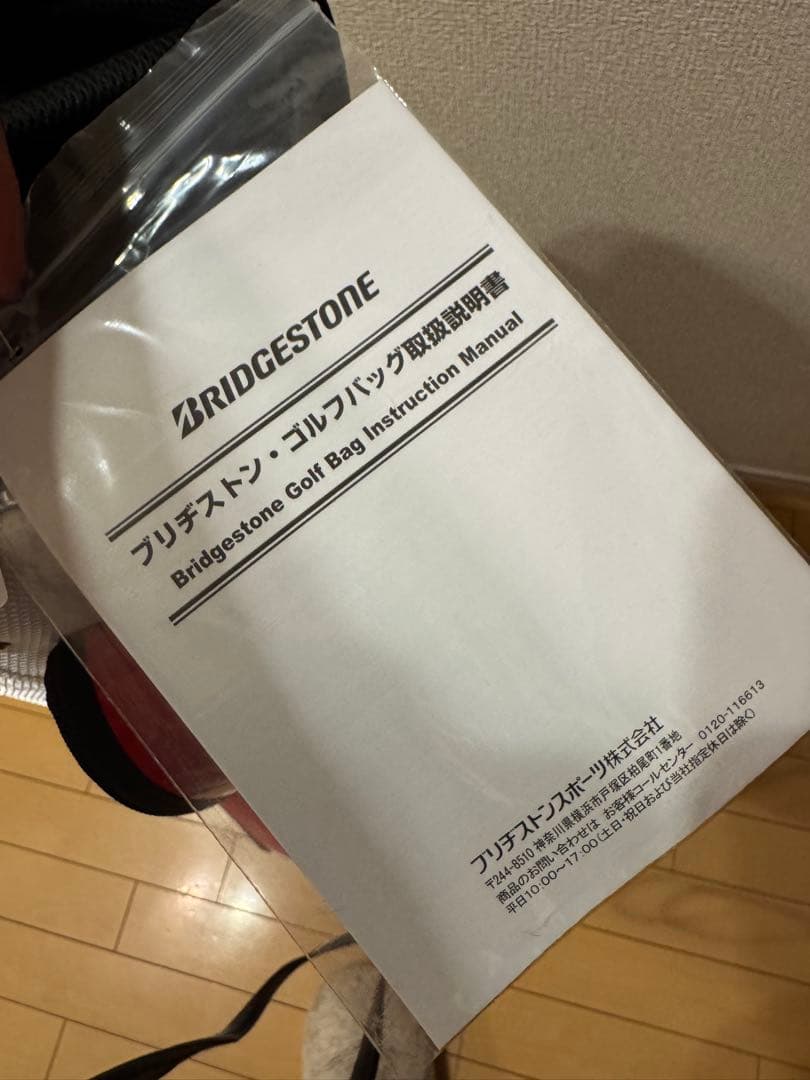 BRIDGESTONE
ブリヂストン・ゴルフバッグ取扱説明書
Bridgestone Golf Bag Instruction Manual
ブリヂストンスポーツ株式会社
〒244-8510 神奈川県横浜市戸塚区柏尾町1番地
商品のお問い合わせは お客様コールセンター 0120-116613
平日10:00～17:00(土日・祝日および当社指定休日は除く)